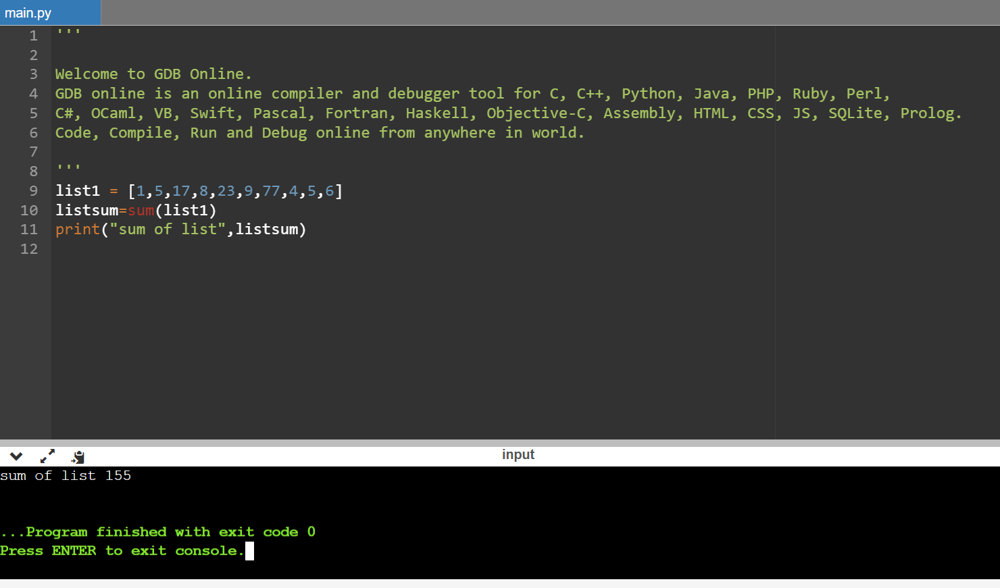 main.py
1 '''
2
3 Welcome to GDB Online.
4 GDB online is an online compiler and debugger tool for C, C++, Python, Java, PHP, Ruby, Perl,
5 C#, OCaml, VB, Swift, Pascal, Fortran, Haskell, Objective-C, Assembly, HTML, CSS, JS, SQLite, Prolog.
6 Code, Compile, Run and Debug online from anywhere in world.
7
8 '''
9 list1 = [1,5,17,8,23,9,77,4,5,6]
10 listsum=sum(list1)
11 print("sum of list",listsum)
12
input
sum of list 155
...Program finished with exit code 0
Press ENTER to exit console.